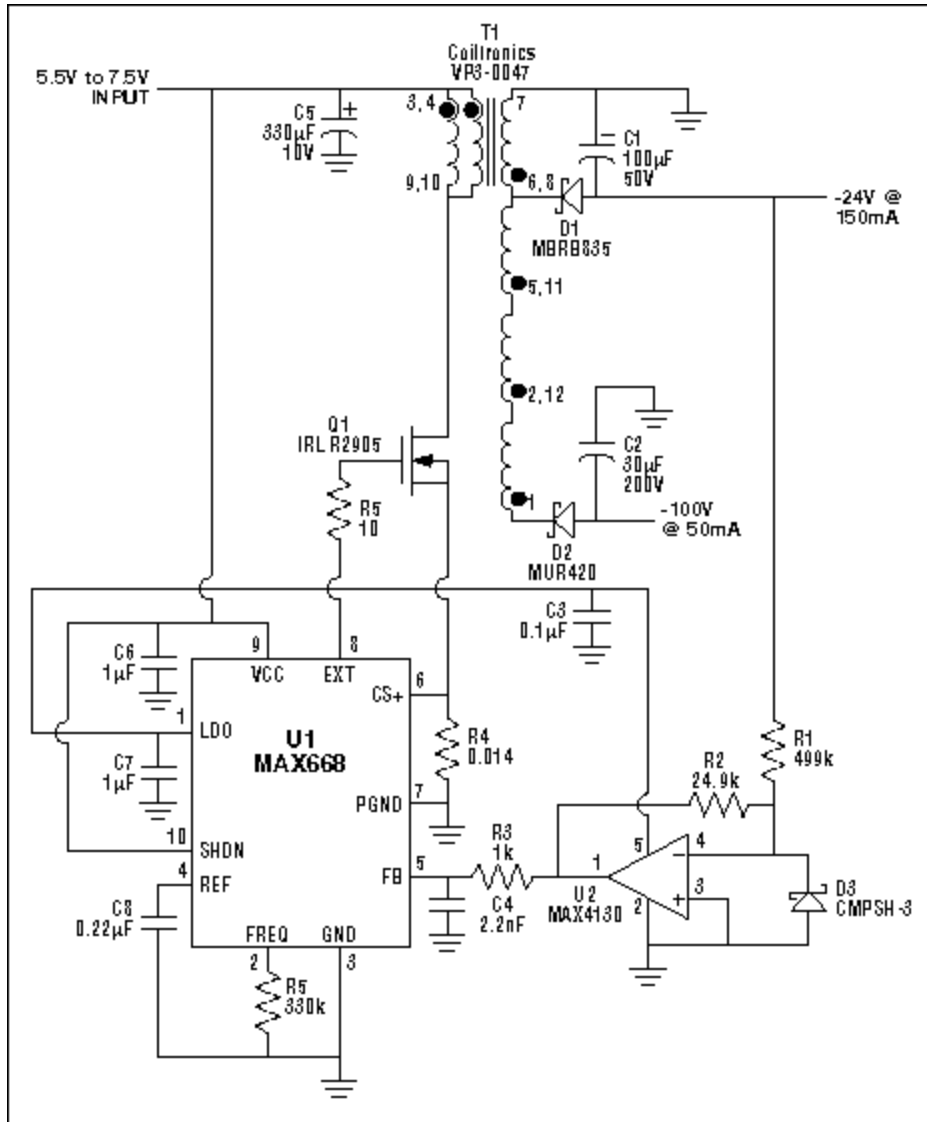 T1
Coiltronics
VP3-0047
5.5V to 7.5V
INPUT
C5
330µF
10V
+
3,4
7
9,10
6,8
C1
100µF
50V
D1
MBRB835
-24V @
150mA
5,11
2,12
1
Q1
IRLR2905
R5
10
C2
30µF
200V
-100V
@ 50mA
D2
MUR420
C3
0.1µF
C6
1µF
9
VCC
8
EXT
6
CS+
1
LDO
U1
MAX668
R4
0.014
C7
1µF
PGND
7
R1
499k
R2
24.9k
10
SHDN
4
REF
5
FB
R3
1k
C4
2.2nF
1
U2
MAX4130
5
2
4
−
3
+
D3
CMPSH-3
C8
0.22µF
FREQ
2
GND
3
R5
330k